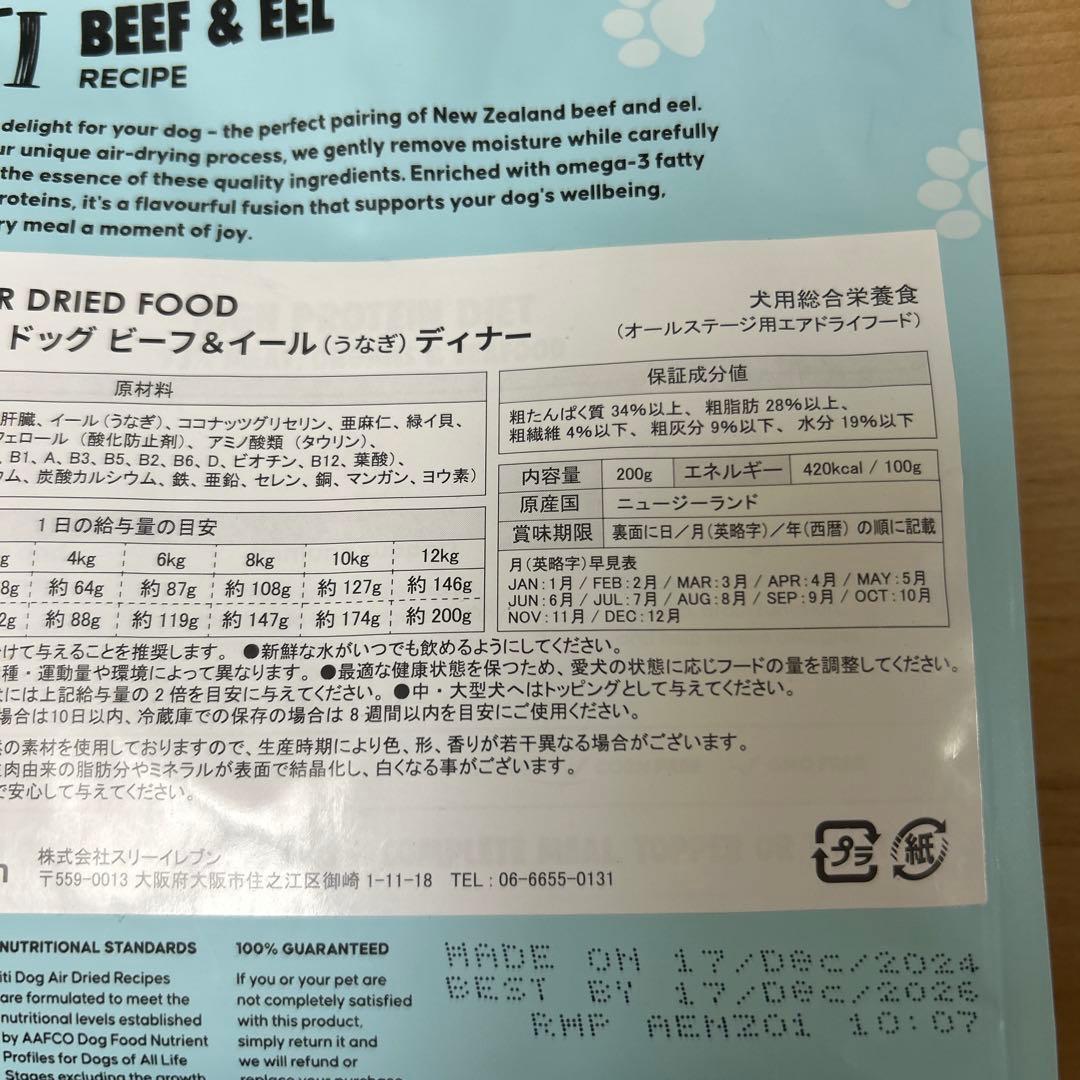 BEEF & EEL
RECIPE
delight for your dog – the perfect pairing of New Zealand beef and eel.
ur unique air-drying process, we gently remove moisture while carefully
the essence of these quality ingredients. Enriched with omega-3 fatty
roteins, it's a flavourful fusion that supports your dog's wellbeing,
ry meal a moment of joy.
R DRIED FOOD
ドッグ ビーフ&イール(うなぎ)ディナー
犬用総合栄養食
(オールステージ用エアドライフード)
原材料
肝臓、イール(うなぎ)、ココナッツグリセリン、亜麻仁、緑イ貝、
フェロール(酸化防止剤)、アミノ酸類(タウリン)、
、B1、A、B3、B5、B2、B6、D、ビオチン、B12、葉酸)、
ウム、炭酸カルシウム、鉄、亜鉛、セレン、銅、マンガン、ヨウ素)
保証成分値
粗たんぱく質 34%以上、粗脂肪 28%以上、
粗繊維 4%以下、粗灰分 9%以下、水分 19%以下
内容量 200g エネルギー 420kcal / 100g
原産国 ニュージーランド
賞味期限 裏面に日/月(英略字)/年(西暦)の順に記載
月(英略字)早見表
JAN:1月 / FEB:2月 / MAR:3月 / APR:4月 / MAY:5月
JUN:6月 / JUL:7月 / AUG:8月 / SEP:9月 / OCT:10月
NOV:11月 / DEC:12月
1日の給与量の目安
g 4kg 6kg 8kg 10kg 12kg
8g 約 64g 約 87g 約 108g 約 127g 約 146g
2g 約 88g 約 119g 約 147g 約 174g 約 200g
けて与えることを推奨します。 ●新鮮な水がいつでも飲めるようにしてください。
種・運動量や環境によって異なります。 ●最適な健康状態を保つため、愛犬の状態に応じフードの量を調整してください。
には上記給与量の 2 倍を目安に与えてください。 ●中・大型犬へはトッピングとして与えてください。
場合は10日以内、冷蔵庫での保存の場合は 8 週間以内を目安にご使用ください。
の素材を使用しておりますので、生産時期により色、形、香りが若干異なる場合がございます。
肉由来の脂肪分やミネラルが表面で結晶化し、白くなる事がございます。
で安心して与えてください。
株式会社スリーイレブン
〒559-0013 大阪府大阪市住之江区御崎 1-11-18 TEL : 06-6655-0131
プラ
紙
NUTRITIONAL STANDARDS
iti Dog Air Dried Recipes
are formulated to meet the
nutritional levels established
by AAFCO Dog Food Nutrient
Profiles for Dogs of All Life
Stages excluding the growth
100% GUARANTEED
If you or your pet are
not completely satisfied
with this product,
simply return it and
we will refund or
replace your purchase
MADE ON 17/Dec/2024
BEST BY 17/Dec/2026
RMP AEM201 10:07